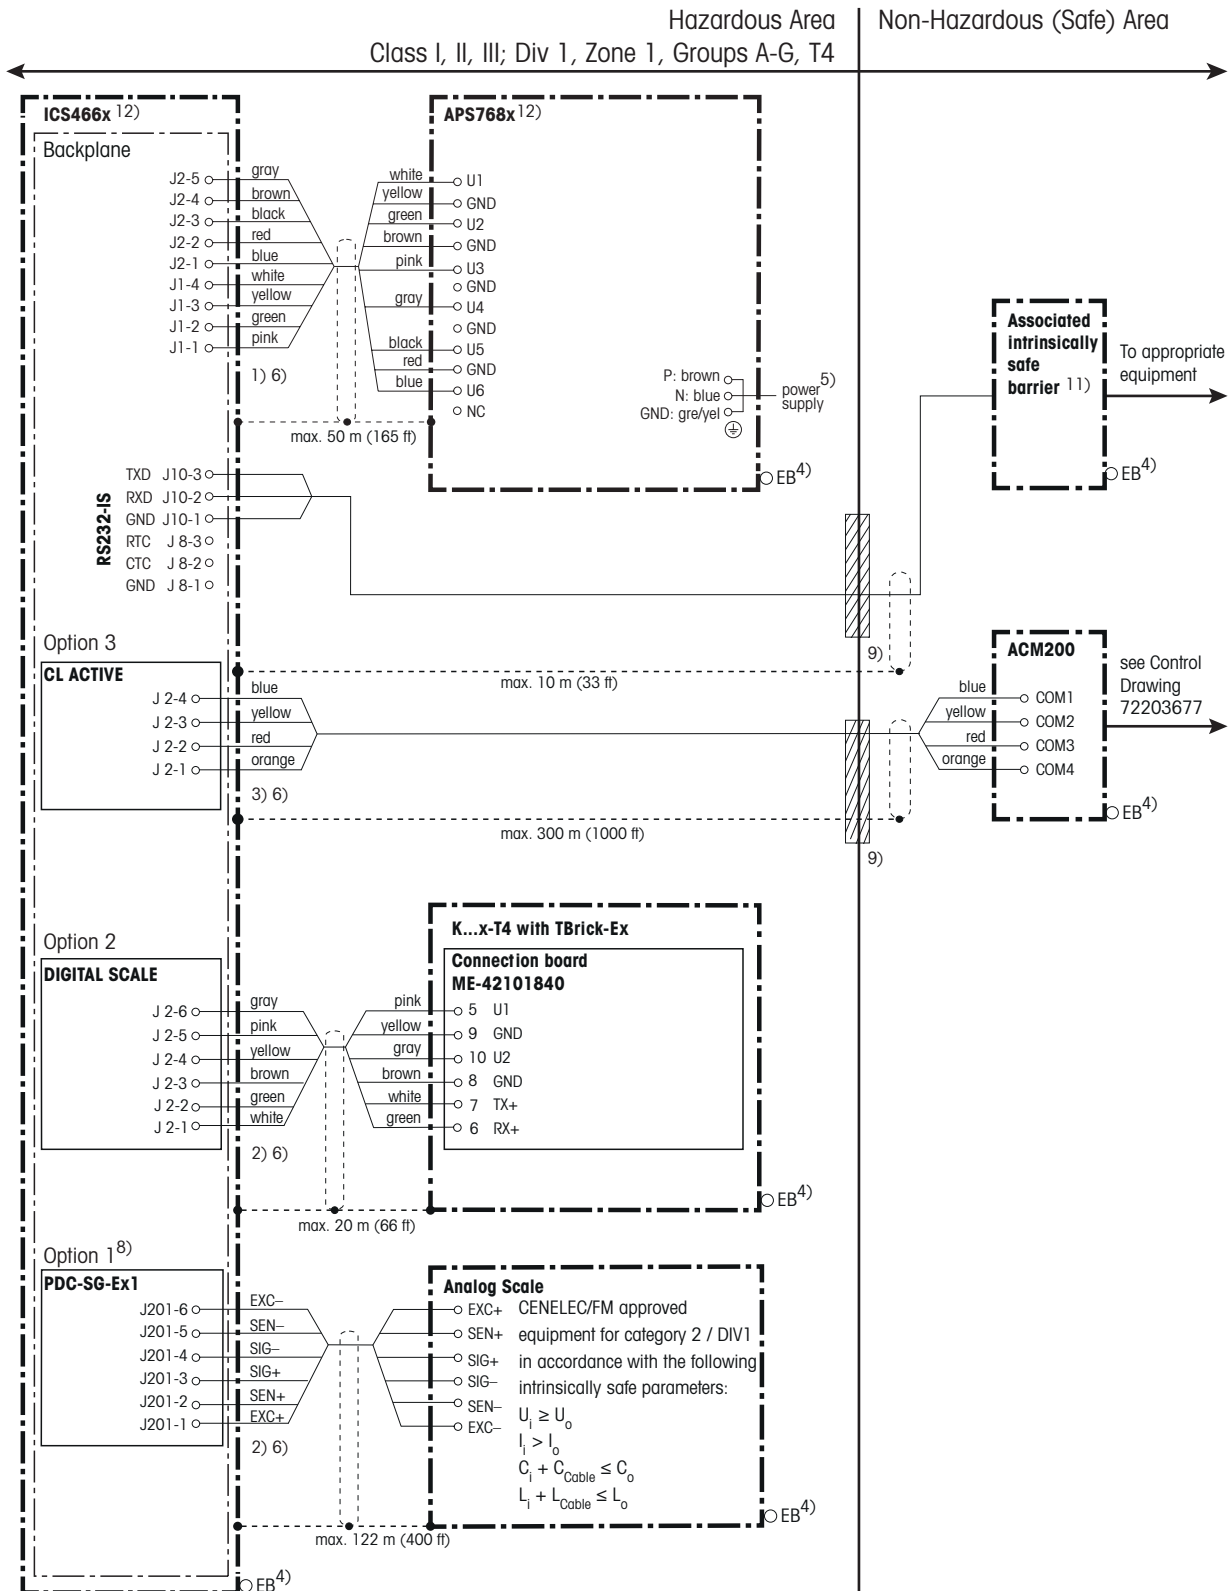 Hazardous Area
Non-Hazardous (Safe) Area
Class I, II, III; Div 1, Zone 1, Groups A-G, T4
ICS466x 12)
Backplane
J2-5 gray
J2-4 brown
J2-3 black
J2-2 red
J2-1 blue
J1-4 white
J1-3 yellow
J1-2 green
J1-1 pink
1) 6)
max. 50 m (165 ft)
APS768x 12)
white U1
yellow GND
green U2
brown GND
pink U3
GND
gray U4
GND
black U5
red GND
blue U6
NC
P: brown
N: blue
GND: gre/yel
power 5)
supply
EB 4)
Associated
intrinsically
safe
barrier 11)
To appropriate
equipment
EB 4)
RS232-IS
TXD J10-3
RXD J10-2
GND J10-1
RTC J 8-3
CTC J 8-2
GND J 8-1
9)
max. 10 m (33 ft)
Option 3
CL ACTIVE
J 2-4 blue
J 2-3 yellow
J 2-2 red
J 2-1 orange
3) 6)
max. 300 m (1000 ft)
9)
ACM200
blue COM1
yellow COM2
red COM3
orange COM4
see Control
Drawing
72203677
EB 4)
Option 2
DIGITAL SCALE
J 2-6 gray
J 2-5 pink
J 2-4 yellow
J 2-3 brown
J 2-2 green
J 2-1 white
2) 6)
max. 20 m (66 ft)
K...x-T4 with TBrick-Ex
Connection board
ME-42101840
pink 5 U1
yellow 9 GND
gray 10 U2
brown 8 GND
white 7 TX+
green 6 RX+
EB 4)
Option 1 8)
PDC-SG-Ex1
J201-6 EXC–
J201-5 SEN–
J201-4 SIG–
J201-3 SIG+
J201-2 SEN+
J201-1 EXC+
2) 6)
max. 122 m (400 ft)
Analog Scale
EXC+
SEN+
SIG+
SIG–
SEN–
EXC–
CENELEC/FM approved
equipment for category 2 / DIV1
in accordance with the following
intrinsically safe parameters:
Ui ≥ Uo
Ii > Io
Ci + CCable ≤ Co
Li + LCable ≤ Lo
EB 4)
EB 4)